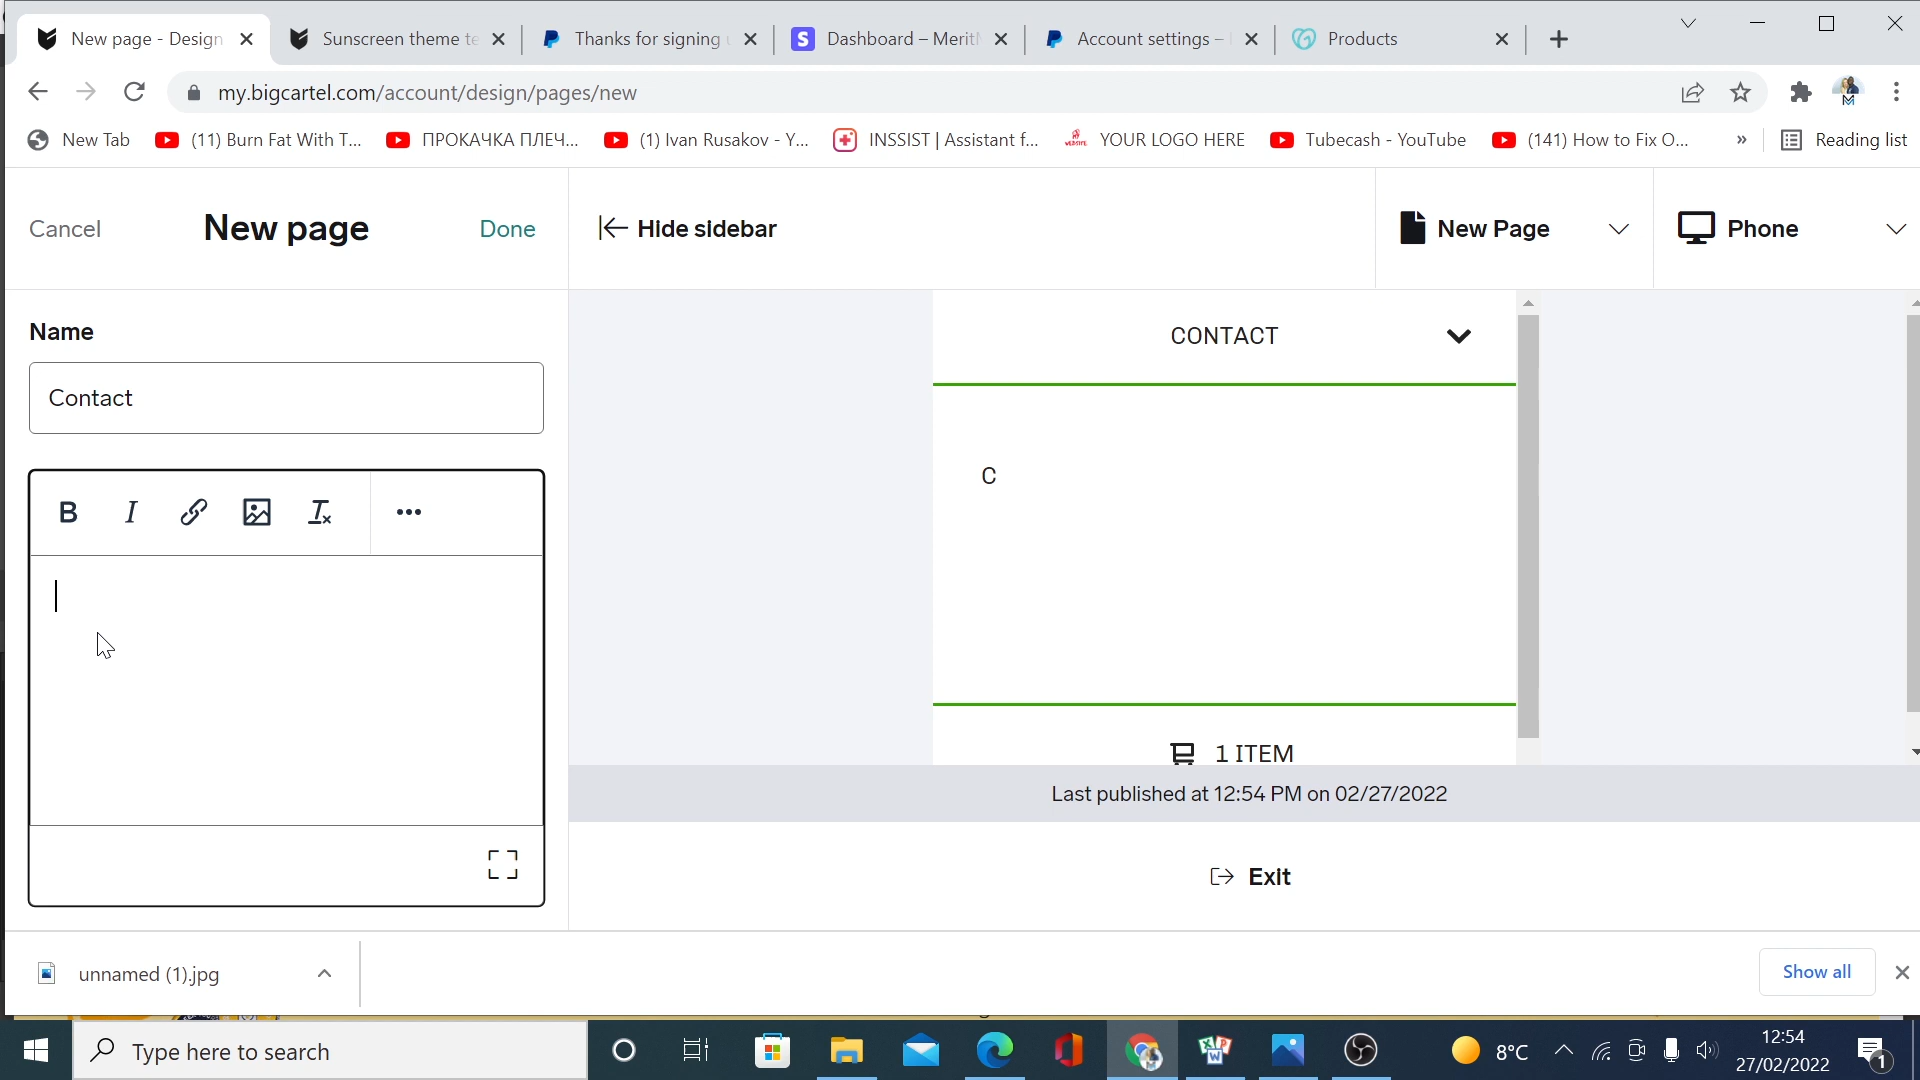 New page - Design
Sunscreen theme te
Thanks for signing
Dashboard – Merit
Account settings –
Products
my.bigcartel.com/account/design/pages/new
New Tab
(11) Burn Fat With T...
ПРОКАЧКА ПЛЕЧ...
(1) Ivan Rusakov - Y...
INSSIST | Assistant f...
YOUR LOGO HERE
Tubecash - YouTube
(141) How to Fix O...
»
Reading list
Cancel
New page
Done
Hide sidebar
New Page
Phone
Name
Contact
CONTACT
C
B
I
1 ITEM
Last published at 12:54 PM on 02/27/2022
Exit
unnamed (1).jpg
Show all
Type here to search
8°C
12:54
27/02/2022
1